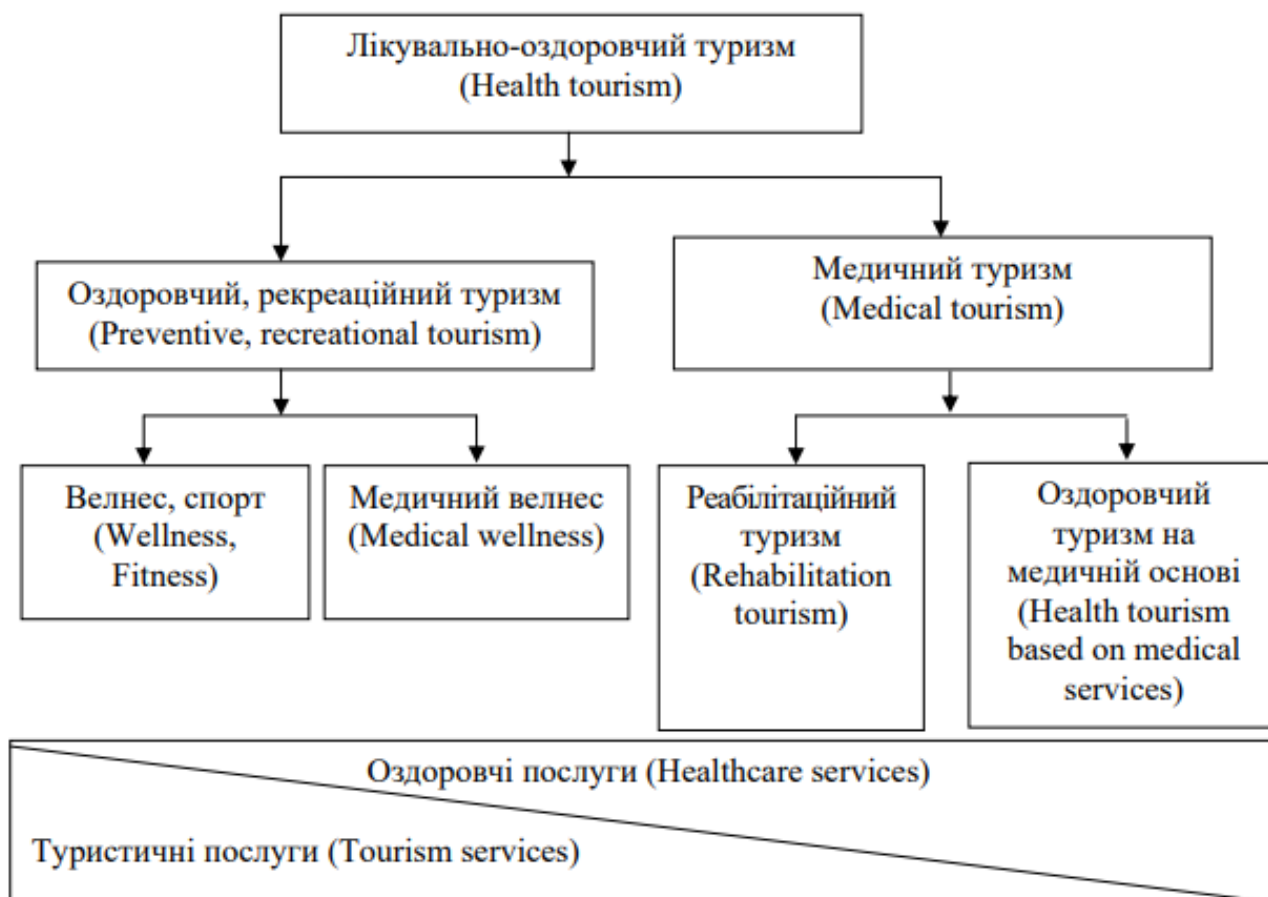 Лікувально-оздоровчий туризм
(Health tourism)
Оздоровчий, рекреаційний туризм
(Preventive, recreational tourism)
Медичний туризм
(Medical tourism)
Велнес, спорт
(Wellness,
Fitness)
Медичний велнес
(Medical wellness)
Реабілітаційний
туризм
(Rehabilitation
tourism)
Оздоровчий
туризм на
медичній основі
(Health tourism
based on medical
services)
Оздоровчі послуги (Healthcare services)
Туристичні послуги (Tourism services)